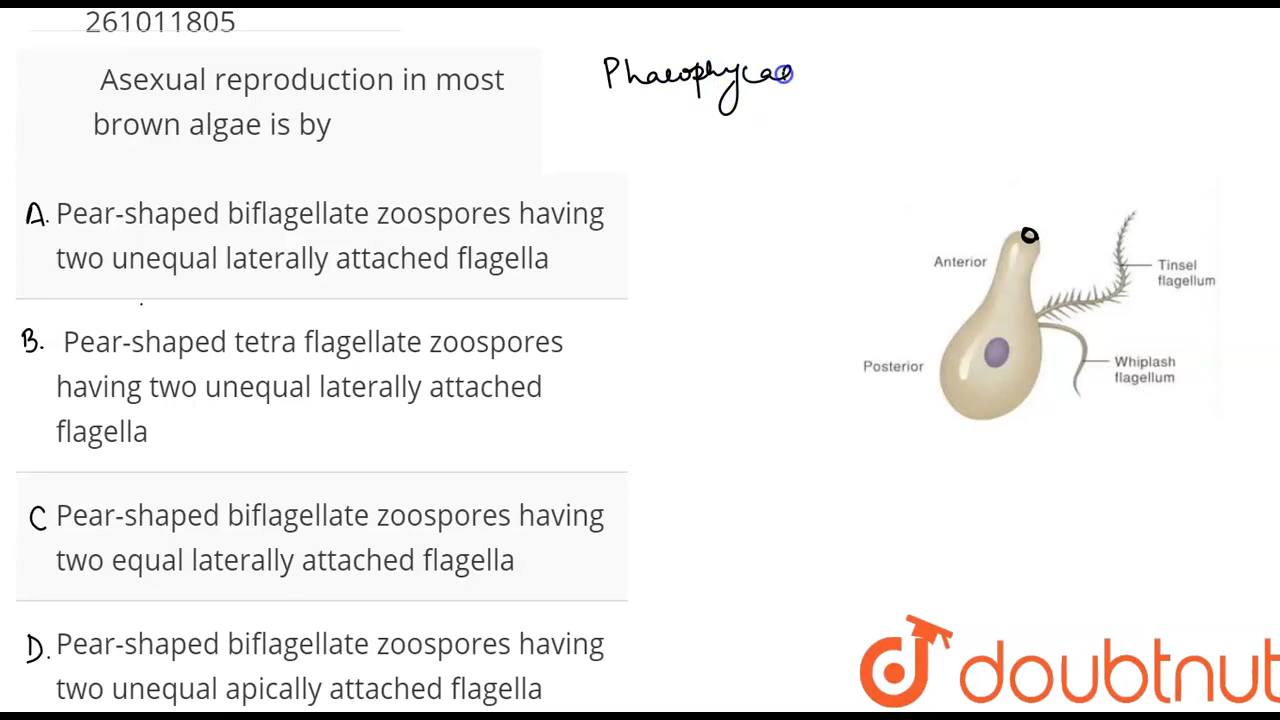 261011805
Asexual reproduction in most
brown algae is by
Phaeophycae
A. Pear-shaped biflagellate zoospores having
two unequal laterally attached flagella
B. Pear-shaped tetra flagellate zoospores
having two unequal laterally attached
flagella
C Pear-shaped biflagellate zoospores having
two equal laterally attached flagella
D. Pear-shaped biflagellate zoospores having
two unequal apically attached flagella
Anterior
Tinsel
flagellum
Posterior
Whiplash
flagellum
doubtnut